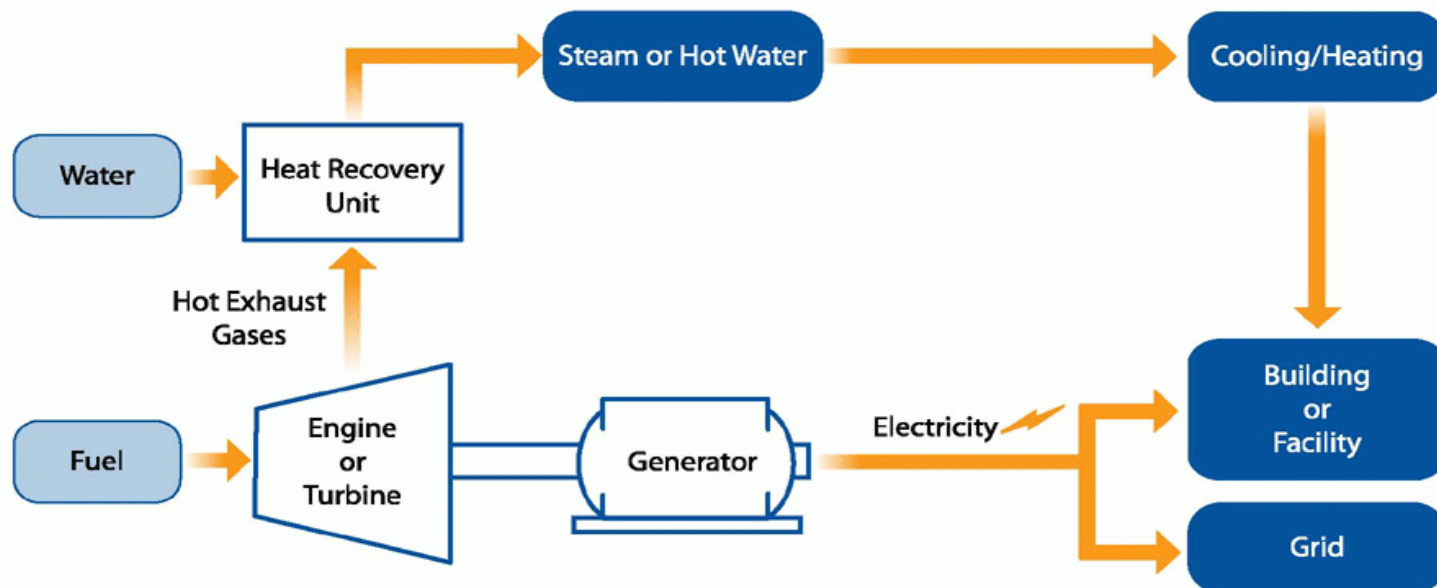 Steam or Hot Water
Cooling/Heating
Water
Heat Recovery
Unit
Hot Exhaust
Gases
Fuel
Engine
or
Turbine
Generator
Electricity
Building
or
Facility
Grid